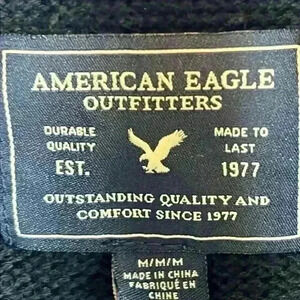 AMERICAN EAGLE
OUTFITTERS
DURABLE
QUALITY
EST.
MADE TO
LAST
1977
OUTSTANDING QUALITY AND
COMFORT SINCE 1977
M/M/M
MADE IN CHINA
FABRIQUÉ EN
CHINE